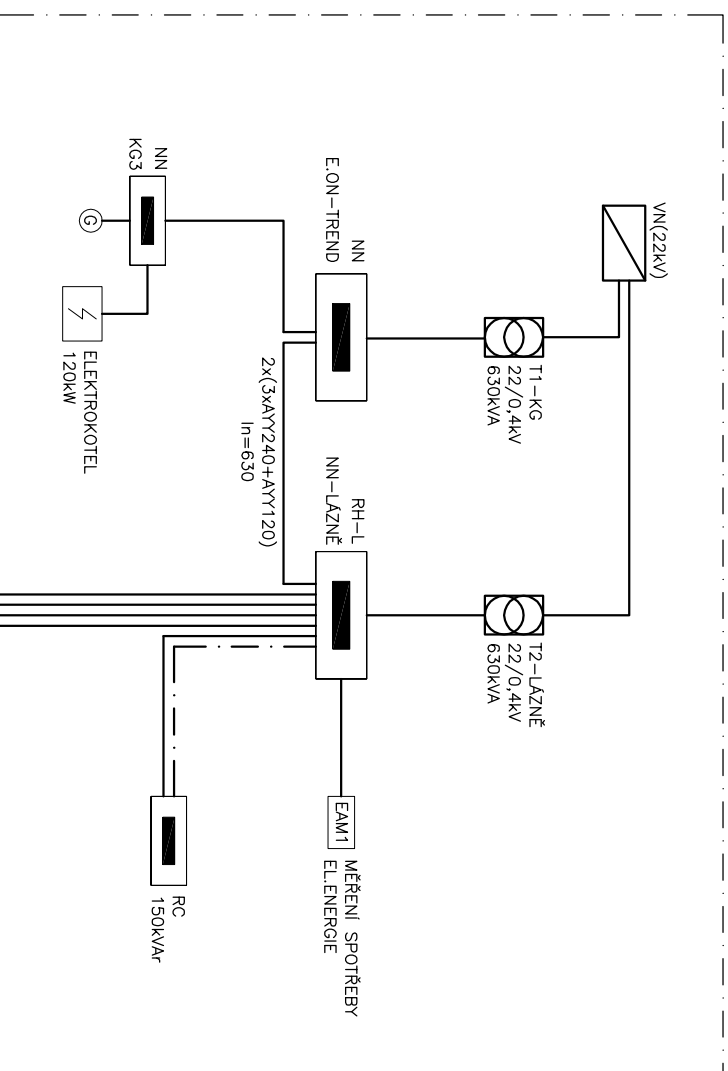 VN(22kV)
T1-KG
22/0,4kV
630kVA
T2-LÁZNĚ
22/0,4kV
630kVA
NN
E.ON-TREND
RH-L
NN-LÁZNĚ
EAM1
MĚŘENÍ SPOTŘEBY
EL.ENERGIE
2x(3xAYY240+AYY120)
In=630
NN
KG3
G
ELEKTROKOTEL
120kW
RC
150kVAr